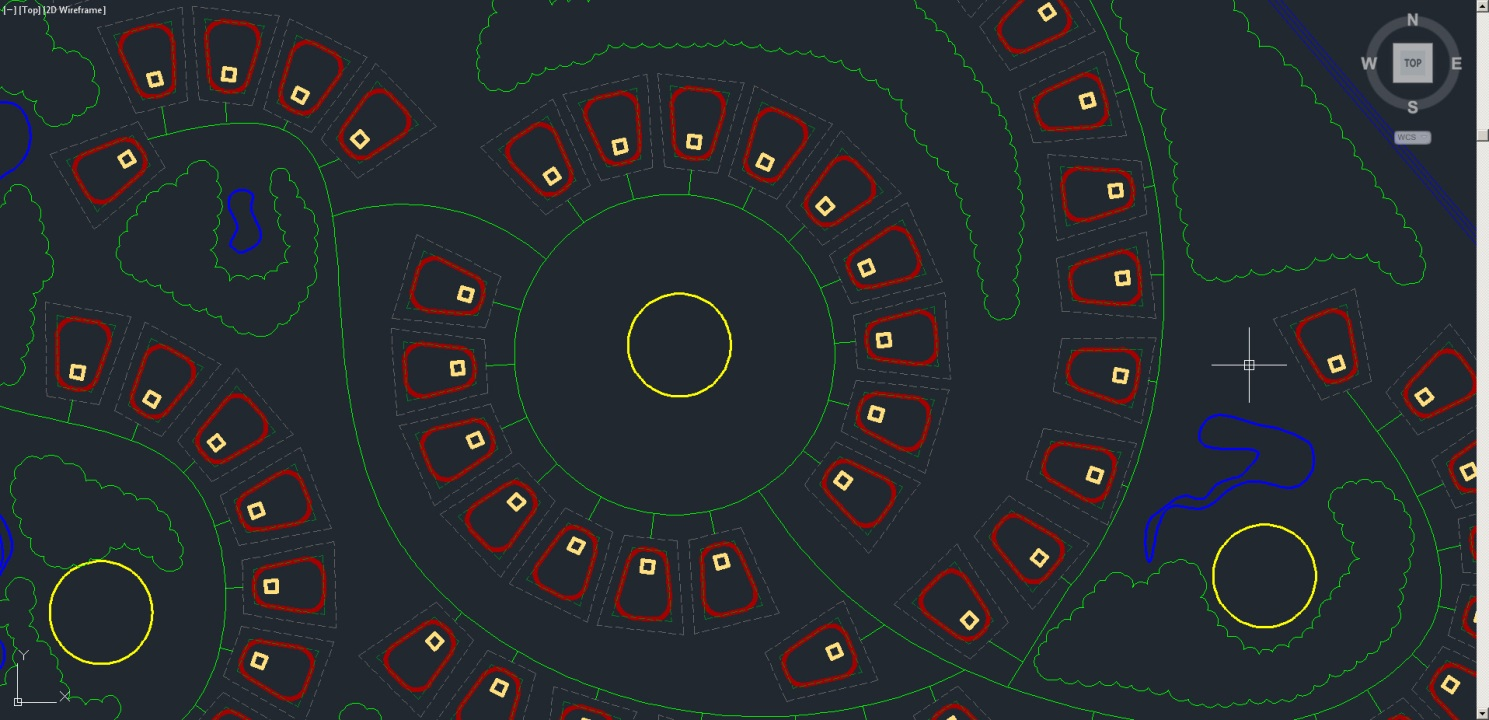 [−] [Top] [2D Wireframe]
N
W TOP E
S
WCS
Y
X